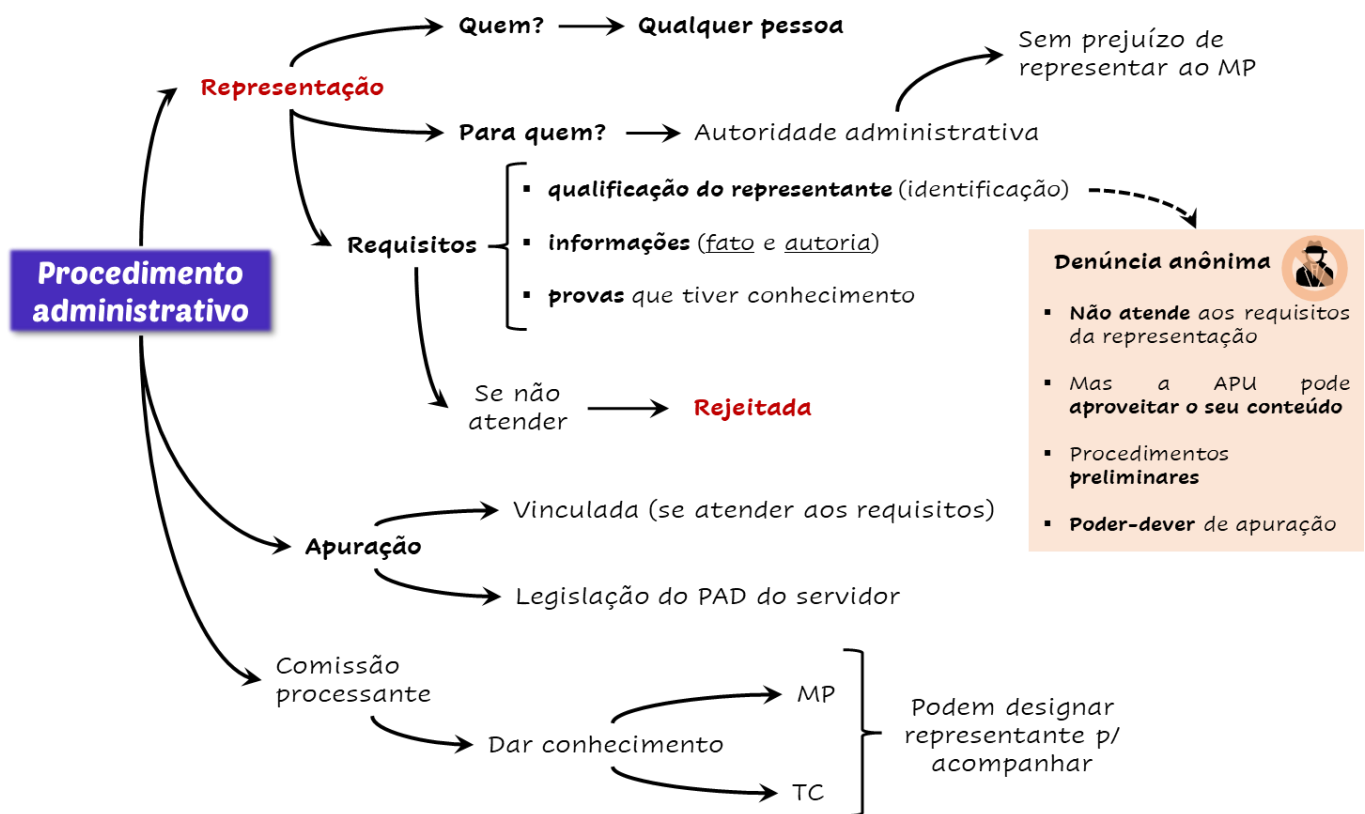 Quem?
Qualquer pessoa
Sem prejuízo de
representar ao MP
Representação
Para quem?
Autoridade administrativa
▪ qualificação do representante (identificação)
Requisitos
▪ informações (fato e autoria)
▪ provas que tiver conhecimento
Procedimento
administrativo
Denúncia anônima
▪ Não atende aos requisitos
da representação
▪ Mas a APU pode
aproveitar o seu conteúdo
▪ Procedimentos
preliminares
▪ Poder-dever de apuração
Se não
atender
Rejeitada
Apuração
Vinculada (se atender aos requisitos)
Legislação do PAD do servidor
Comissão
processante
Dar conhecimento
MP
TC
Podem designar
representante p/
acompanhar